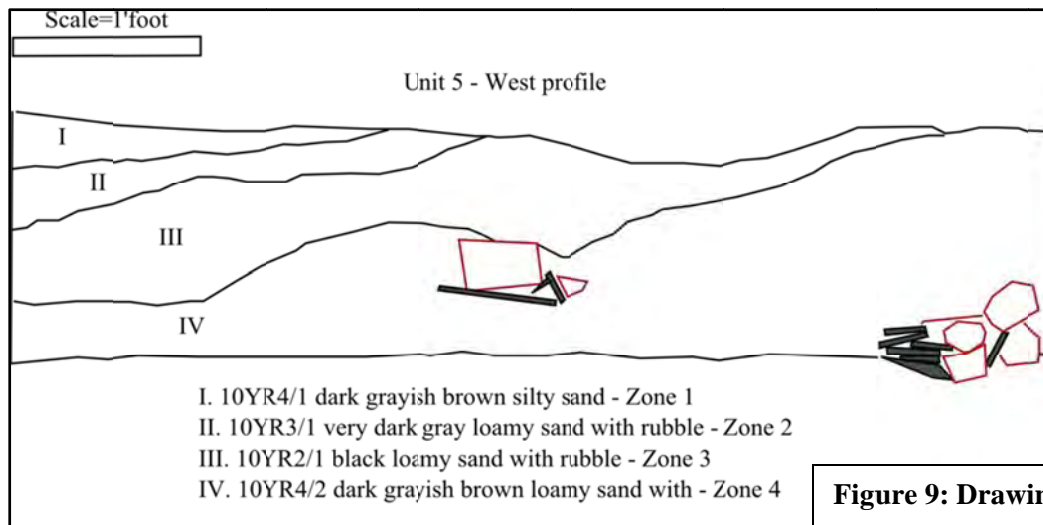 Scale=1'foot
Unit 5 - West profile
I
II
III
IV
I. 10YR4/1 dark grayish brown silty sand - Zone 1
II. 10YR3/1 very dark gray loamy sand with rubble - Zone 2
III. 10YR2/1 black loamy sand with rubble - Zone 3
IV. 10YR4/2 dark grayish brown loamy sand with - Zone 4
Figure 9: Drawin